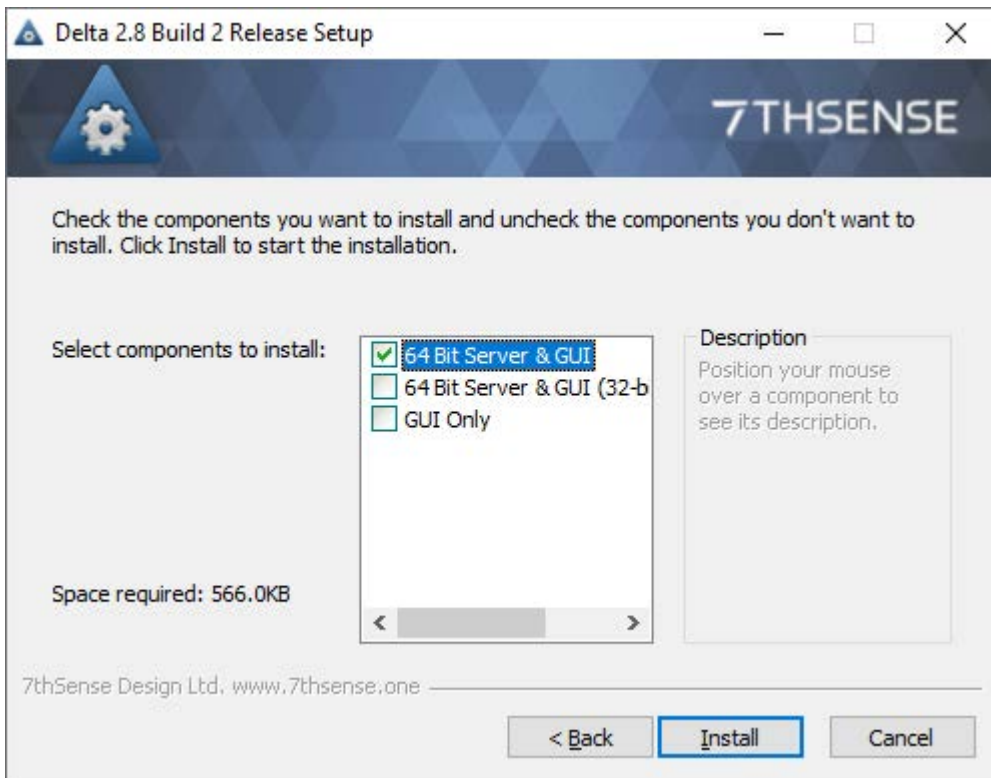 Delta 2.8 Build 2 Release Setup
7THSENSE
Check the components you want to install and uncheck the components you don't want to
install. Click Install to start the installation.
Select components to install:
64 Bit Server & GUI
64 Bit Server & GUI (32-b
GUI Only
Description
Position your mouse
over a component to
see its description.
Space required: 566.0KB
7thSense Design Ltd. www.7thsense.one
< Back
Install
Cancel